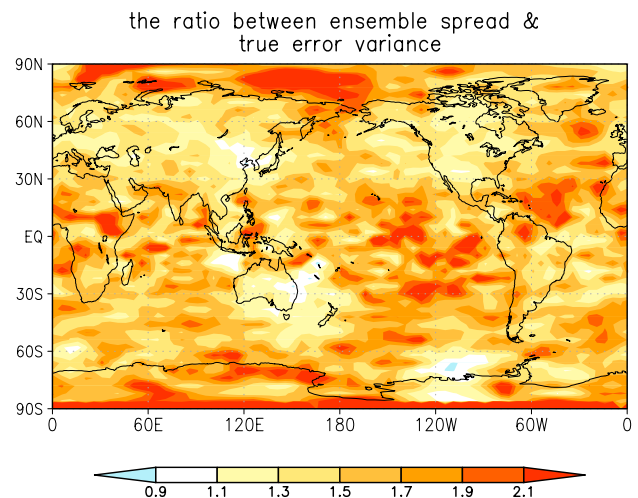 the ratio between ensemble spread &
true error variance
90N
60N
30N
EQ
30S
60S
90S
0 60E 120E 180 120W 60W 0
0.9 1.1 1.3 1.5 1.7 1.9 2.1